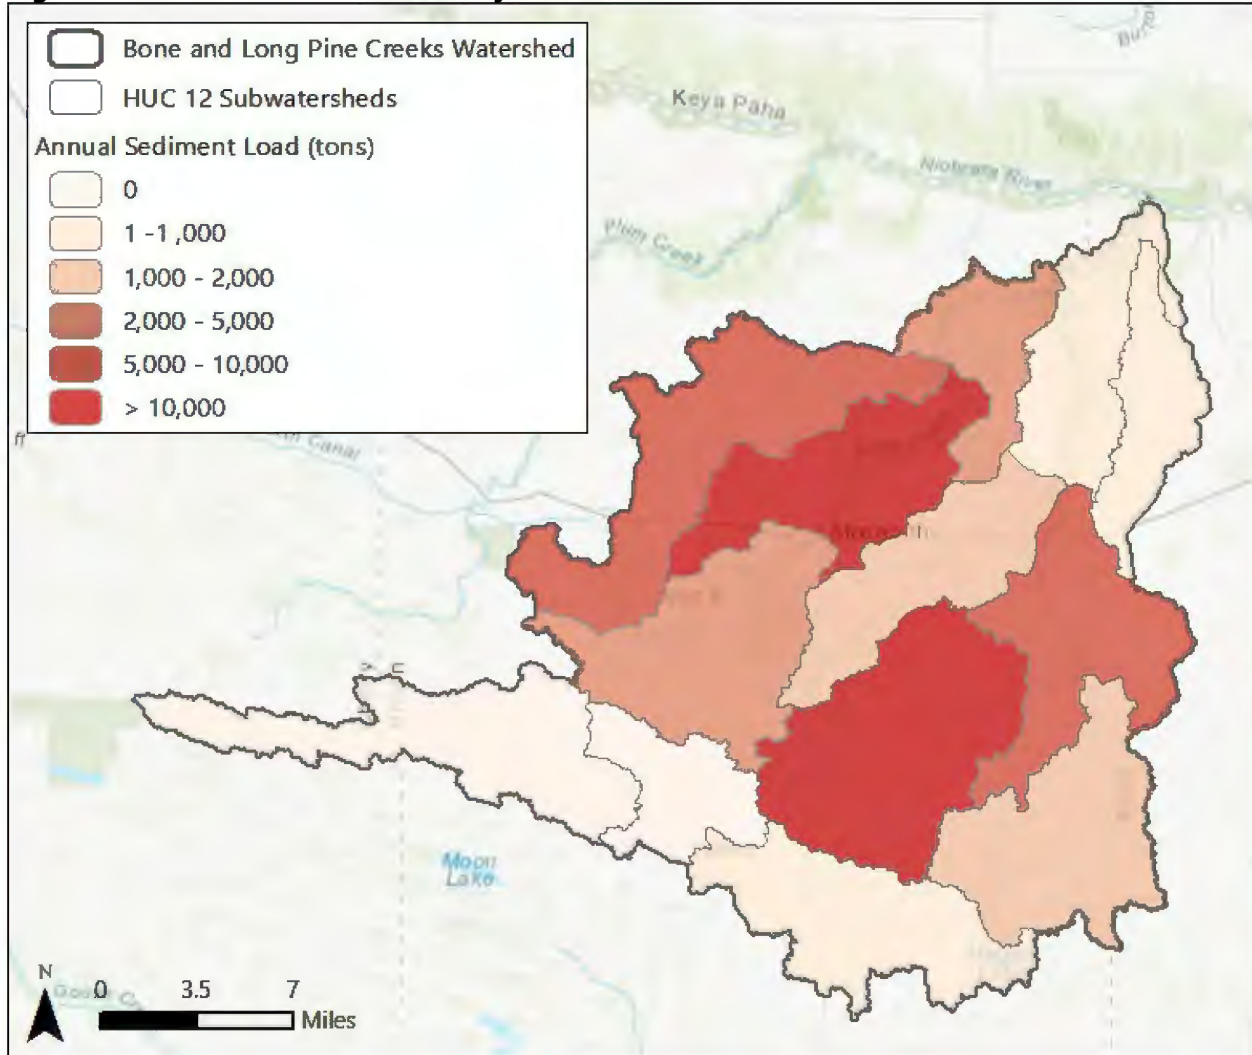 Bone and Long Pine Creeks Watershed
HUC 12 Subwatersheds
Annual Sediment Load (tons)
0
1 -1 ,000
1,000 - 2,000
2,000 - 5,000
5,000 - 10,000
> 10,000
Keya Paha
Niobrara River
Plum Creek
Canal
Moon
Lake
N
0 3.5 7
Miles